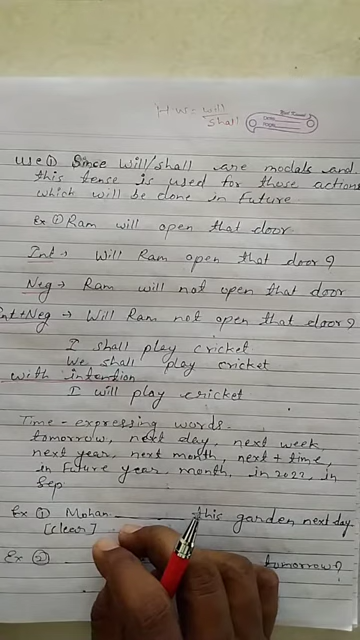 H.W = will
shall
Use ① Since will/shall are modals and
this tense is used for those actions
which will be done in future
Ex ① Ram will open that door
Int → Will Ram open that door?
Neg → Ram will not open that door
Int+Neg → Will Ram not open that door?
I shall play cricket
We shall play cricket
with intention
I will play cricket
Time - expressing words.
tomorrow, next day, next week,
next year, next month, next + time,
in future year, month, in 2022, in
Sep
Ex ① Mohan ______ this garden next day
[clear]
Ex ② ______ tomorrow?